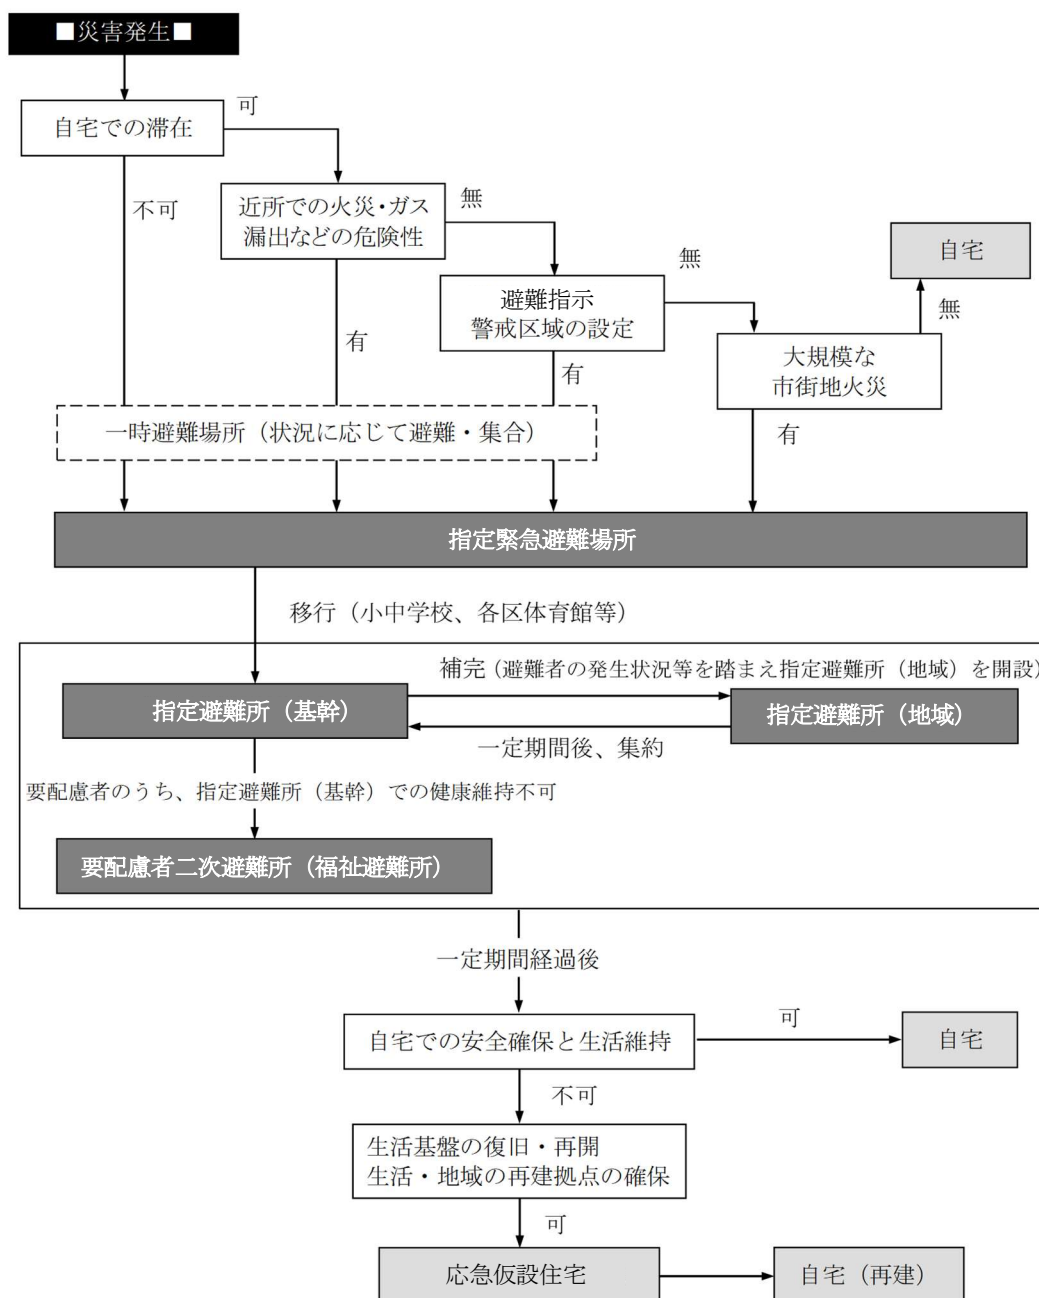 ■災害発生■
自宅での滞在
可
不可
近所での火災・ガス
漏出などの危険性
無
有
避難指示
警戒区域の設定
無
有
自宅
無
大規模な
市街地火災
有
一時避難場所（状況に応じて避難・集合）
指定緊急避難場所
移行（小中学校、各区体育館等）
補完（避難者の発生状況等を踏まえ指定避難所（地域）を開設）
指定避難所（基幹）
指定避難所（地域）
一定期間後、集約
要配慮者のうち、指定避難所（基幹）での健康維持不可
要配慮者二次避難所（福祉避難所）
一定期間経過後
自宅での安全確保と生活維持
可
自宅
不可
生活基盤の復旧・再開
生活・地域の再建拠点の確保
可
応急仮設住宅
自宅（再建）